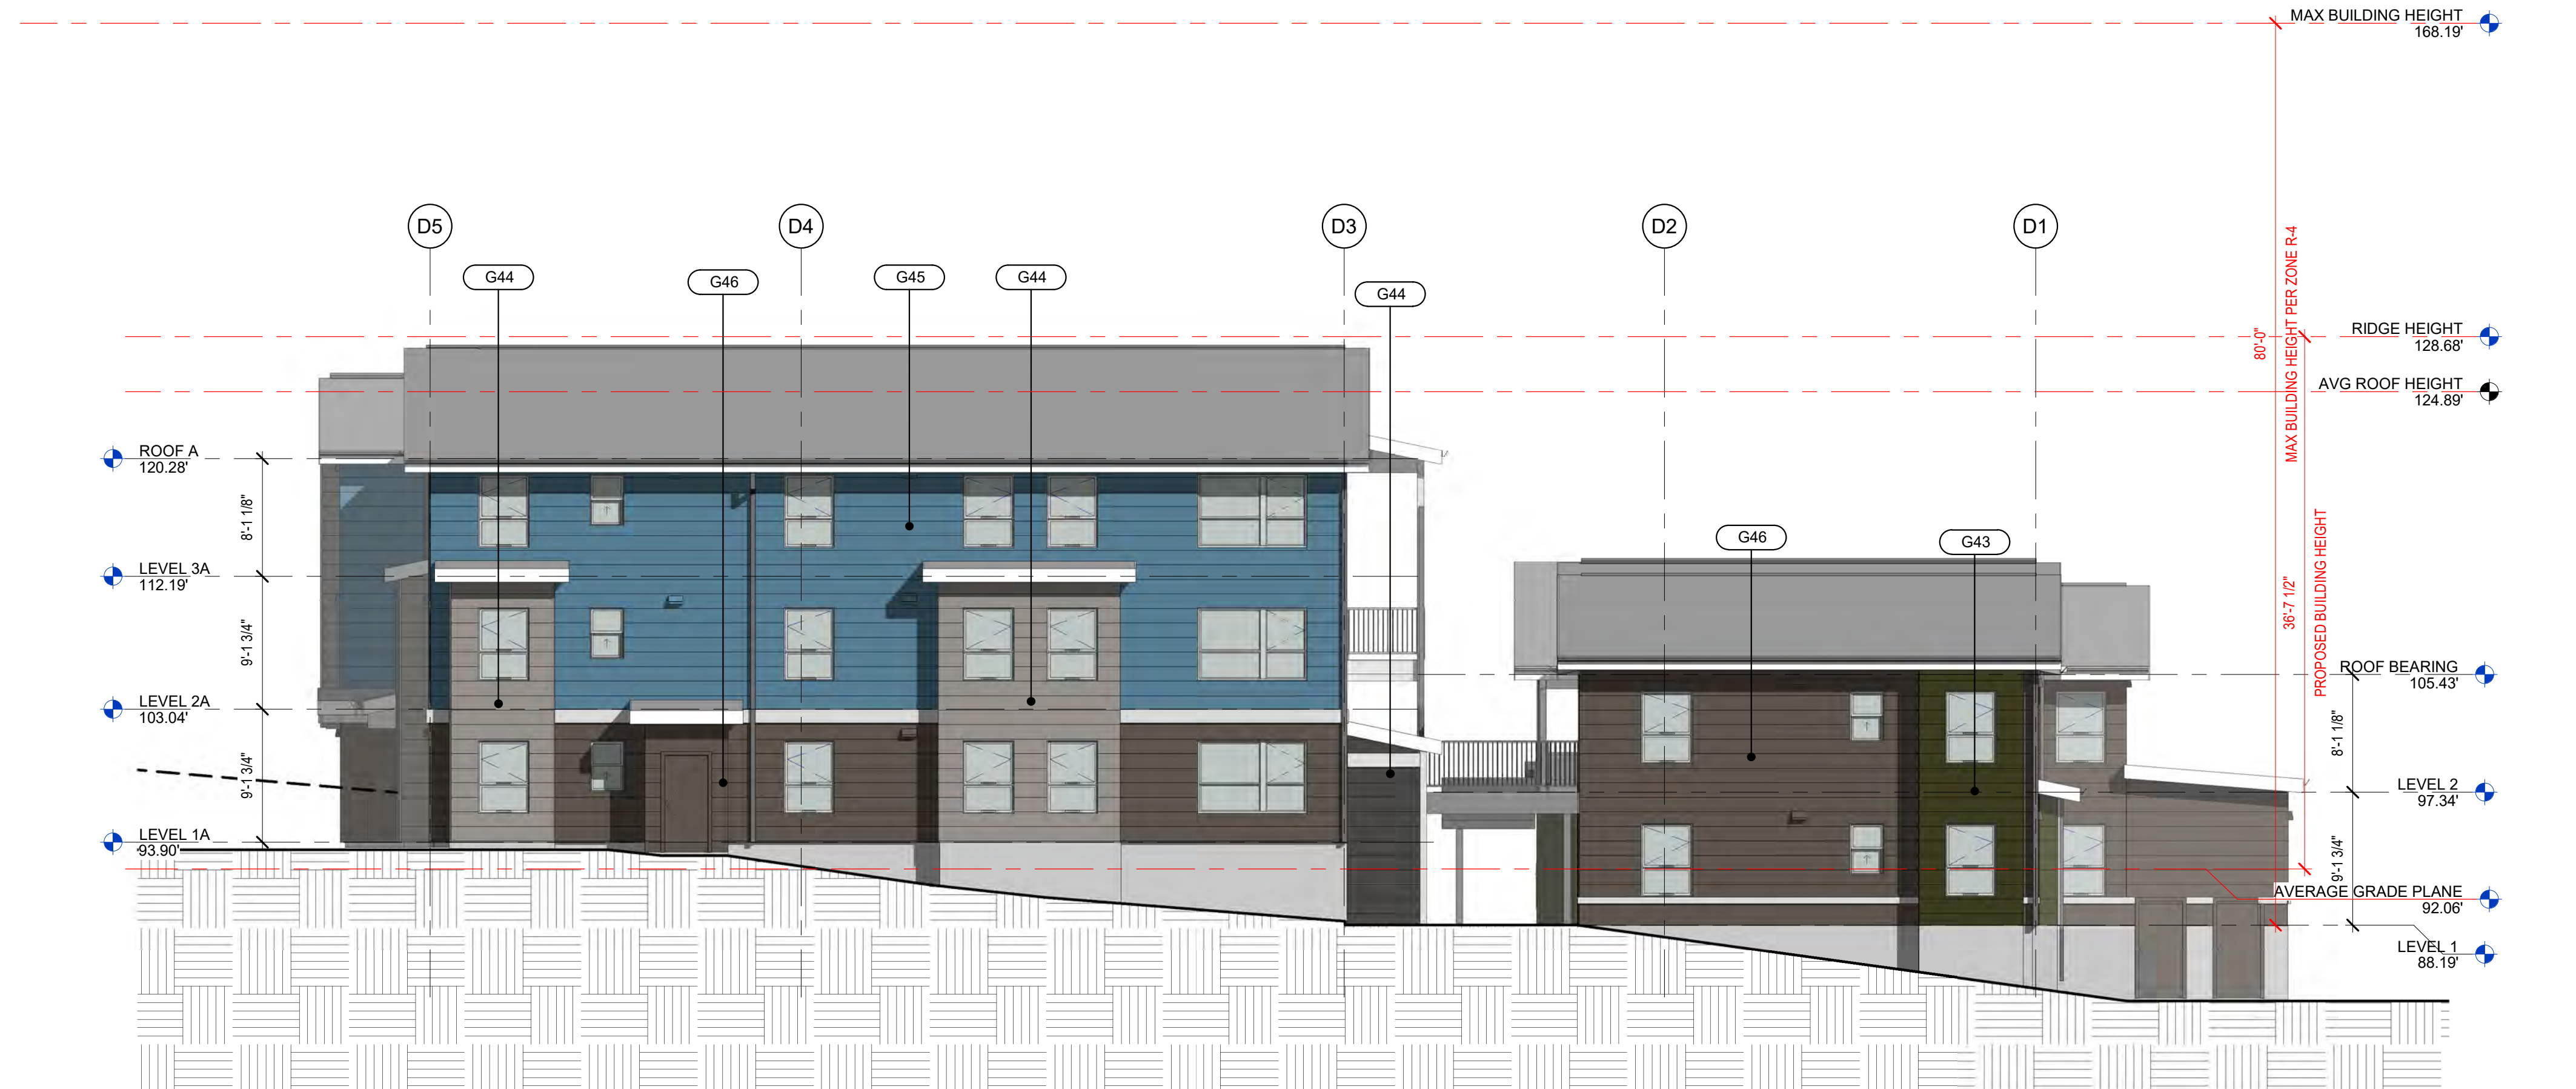 MAX BUILDING HEIGHT
168.19'
D5
D4
D3
D2
D1
G44
G46
G45
G44
G44
MAX BUILDING HEIGHT PER ZONE R-4
80'-0"
RIDGE HEIGHT
128.68'
AVG ROOF HEIGHT
124.89'
ROOF A
120.28'
8'-1 1/8"
LEVEL 3A
112.19'
9'-1 3/4"
LEVEL 2A
103.04'
9'-1 3/4"
LEVEL 1A
93.90'
G46
G43
36'-7 1/2"
PROPOSED BUILDING HEIGHT
ROOF BEARING
105.43'
8'-1 1/8"
LEVEL 2
97.34'
9'-1 3/4"
AVERAGE GRADE PLANE
92.06'
LEVEL 1
88.19'